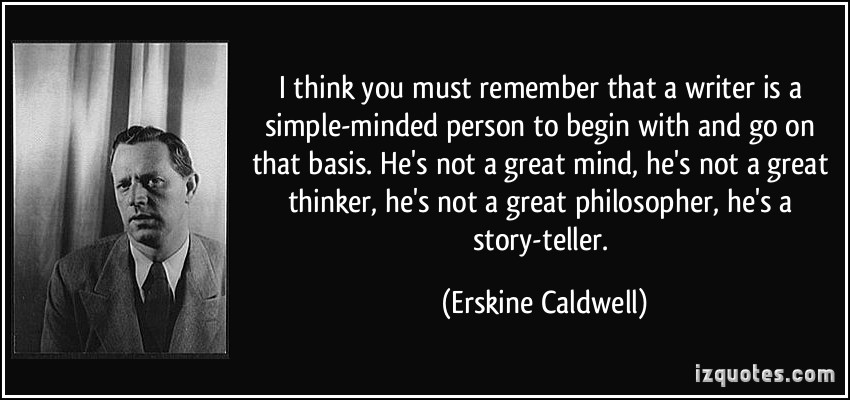 I think you must remember that a writer is a
simple-minded person to begin with and go on
that basis. He's not a great mind, he's not a great
thinker, he's not a great philosopher, he's a
story-teller.
(Erskine Caldwell)
izquotes.com